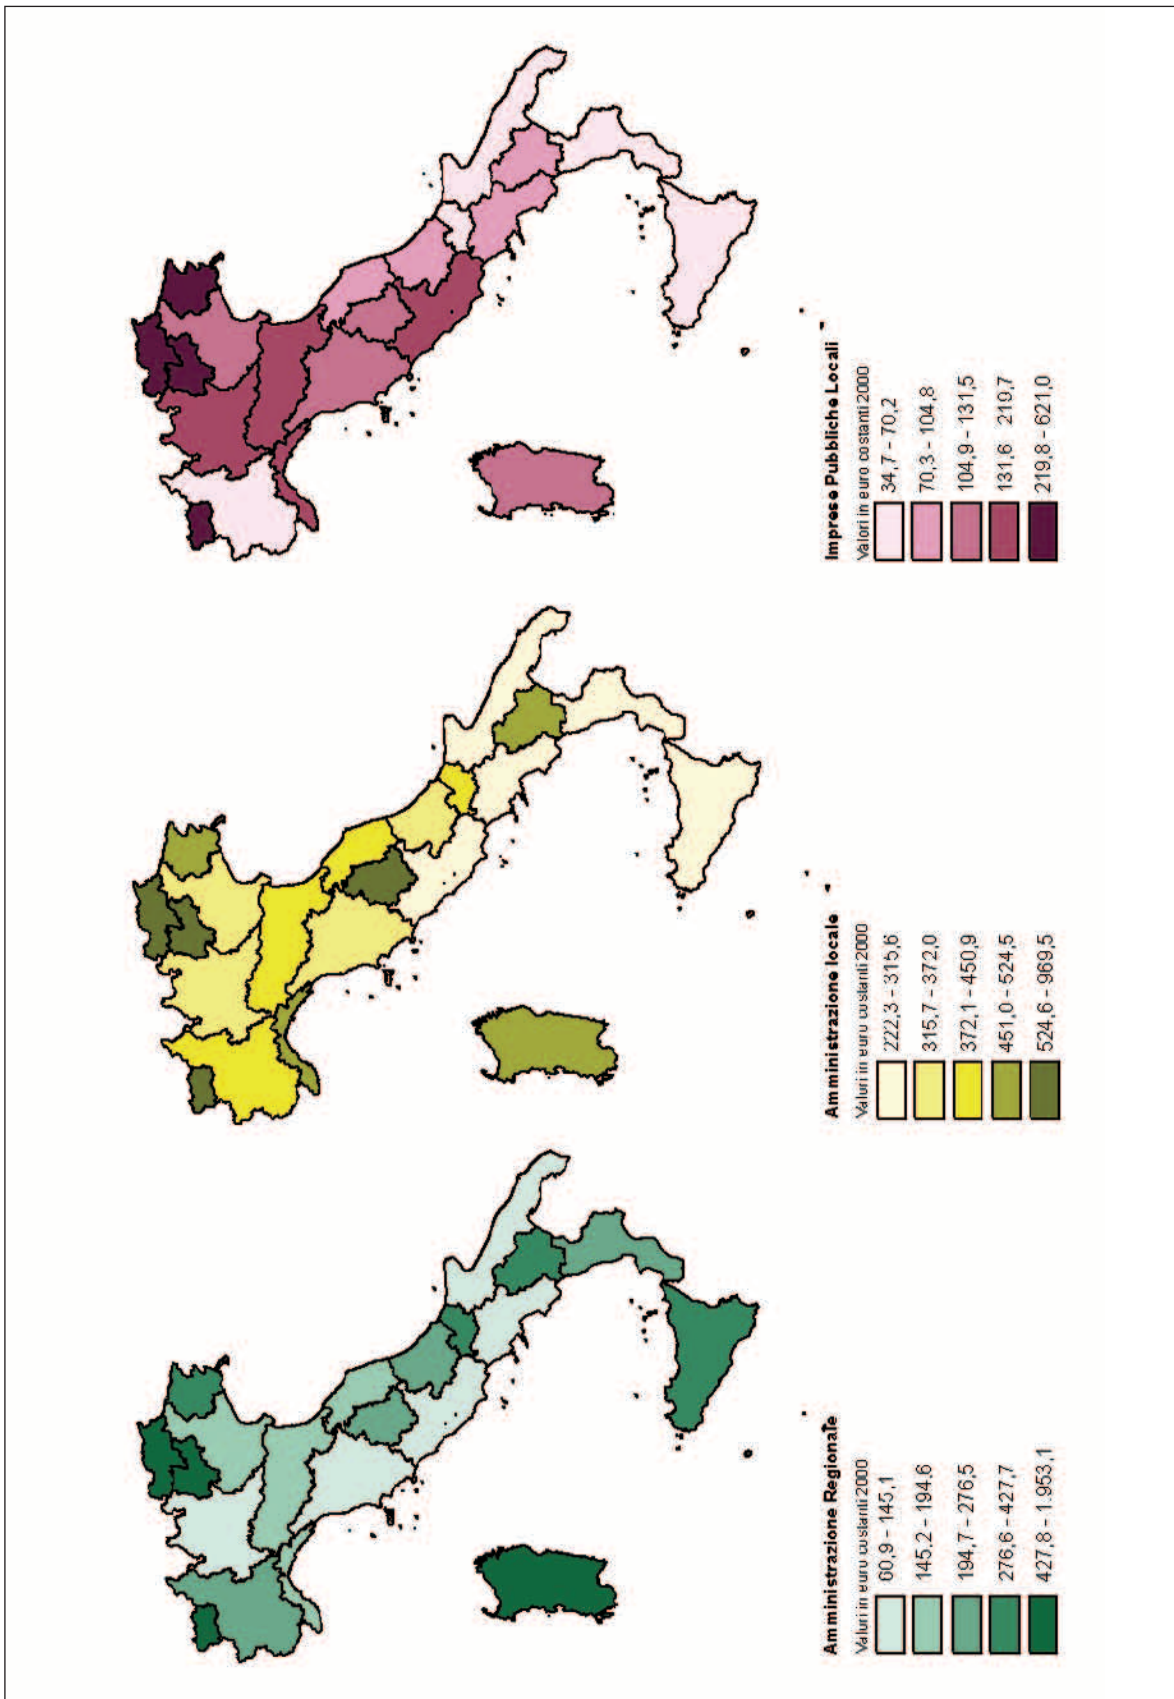 Amministrazione Regionale
Valori in euro costanti 2000
60,9 - 145,1
145.2 - 194.6
194,7 - 276,5
276,6 - 427,7
427,8 - 1.953,1
Amministrazione locale
Valori in euro costanti 2000
222,3 - 315,6
315,7 - 372,0
372,1 - 450,9
451,0 - 524,5
524,6 - 969,5
Imprese Pubbliche Locali
Valori in euro costanti 2000
34,7 - 70,2
70,3 - 104,8
104,9 - 131,5
131,6 219,7
219,8 - 621,0